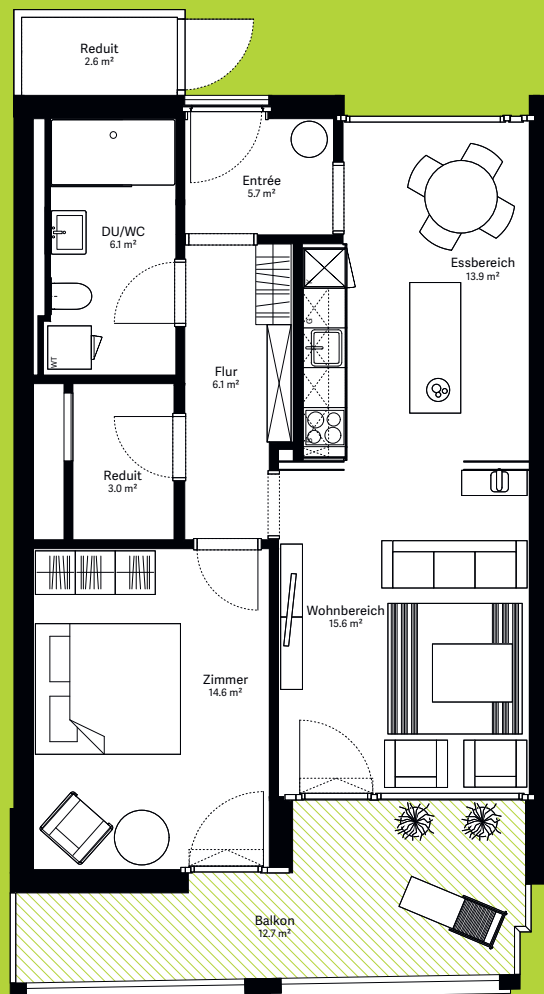 Reduit
2.6 m²
Entrée
5.7 m²
DU/WC
6.1 m²
Essbereich
13.9 m²
G
WT
Flur
6.1 m²
Reduit
3.0 m²
Wohnbereich
15.6 m²
Zimmer
14.6 m²
Balkon
12.7 m²